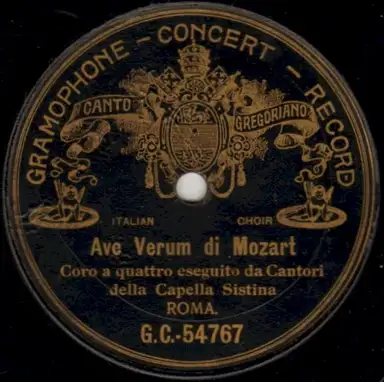 GRAMOPHONE - CONCERT - RECORD
CANTO GREGORIANO
ITALIAN CHOIR
Ave Verum di Mozart
Coro a quattro eseguito da Cantori
della Capella Sistina
ROMA.
G.C.-54767